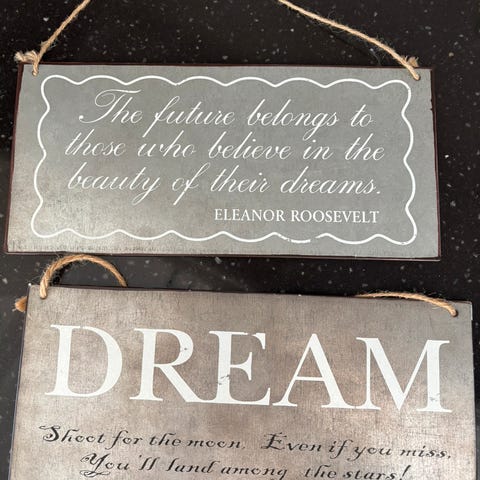 The future belongs to
those who believe in the
beauty of their dreams.
ELEANOR ROOSEVELT
DREAM
Shoot for the moon. Even if you miss,
You'll land among the stars!